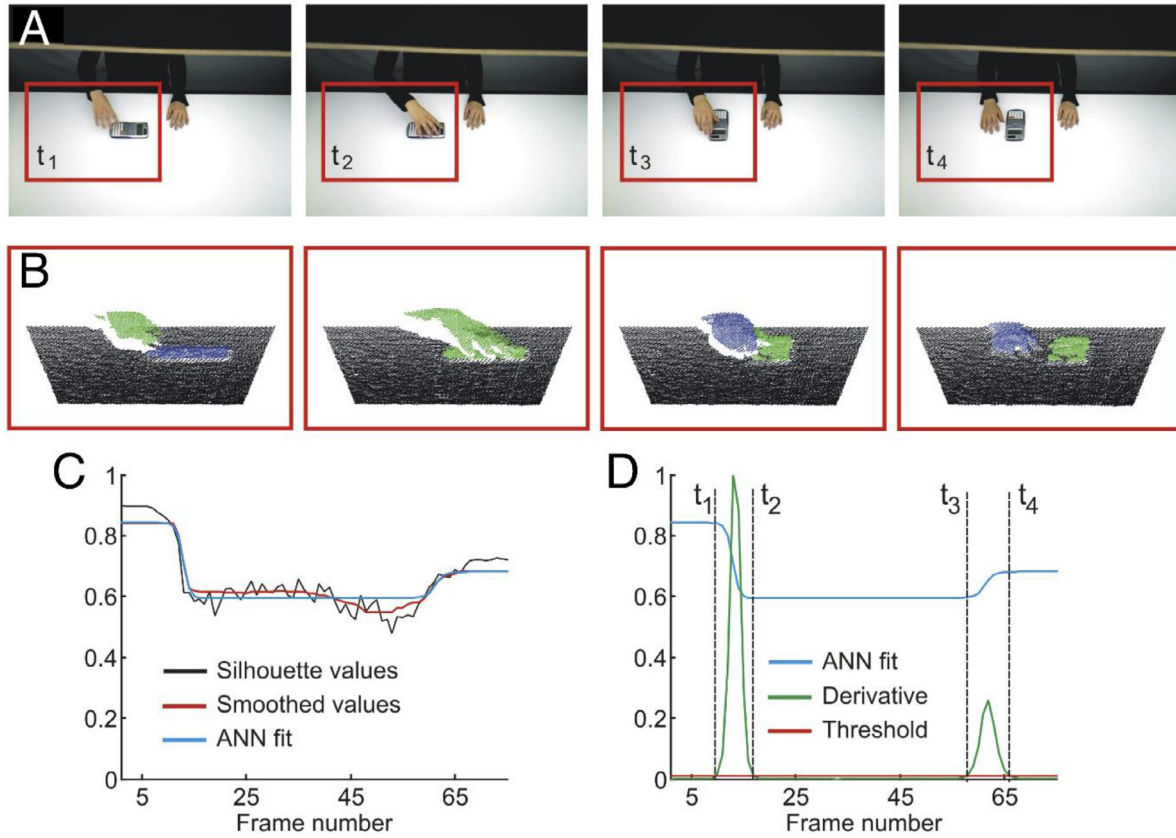 A
t1
t2
t3
t4
B
C
1
0.8
0.6
0.4
0.2
0
Silhouette values
Smoothed values
ANN fit
5
25
45
65
Frame number
D
1
0.8
0.6
0.4
0.2
0
t1
t2
t3
t4
ANN fit
Derivative
Threshold
5
25
45
65
Frame number